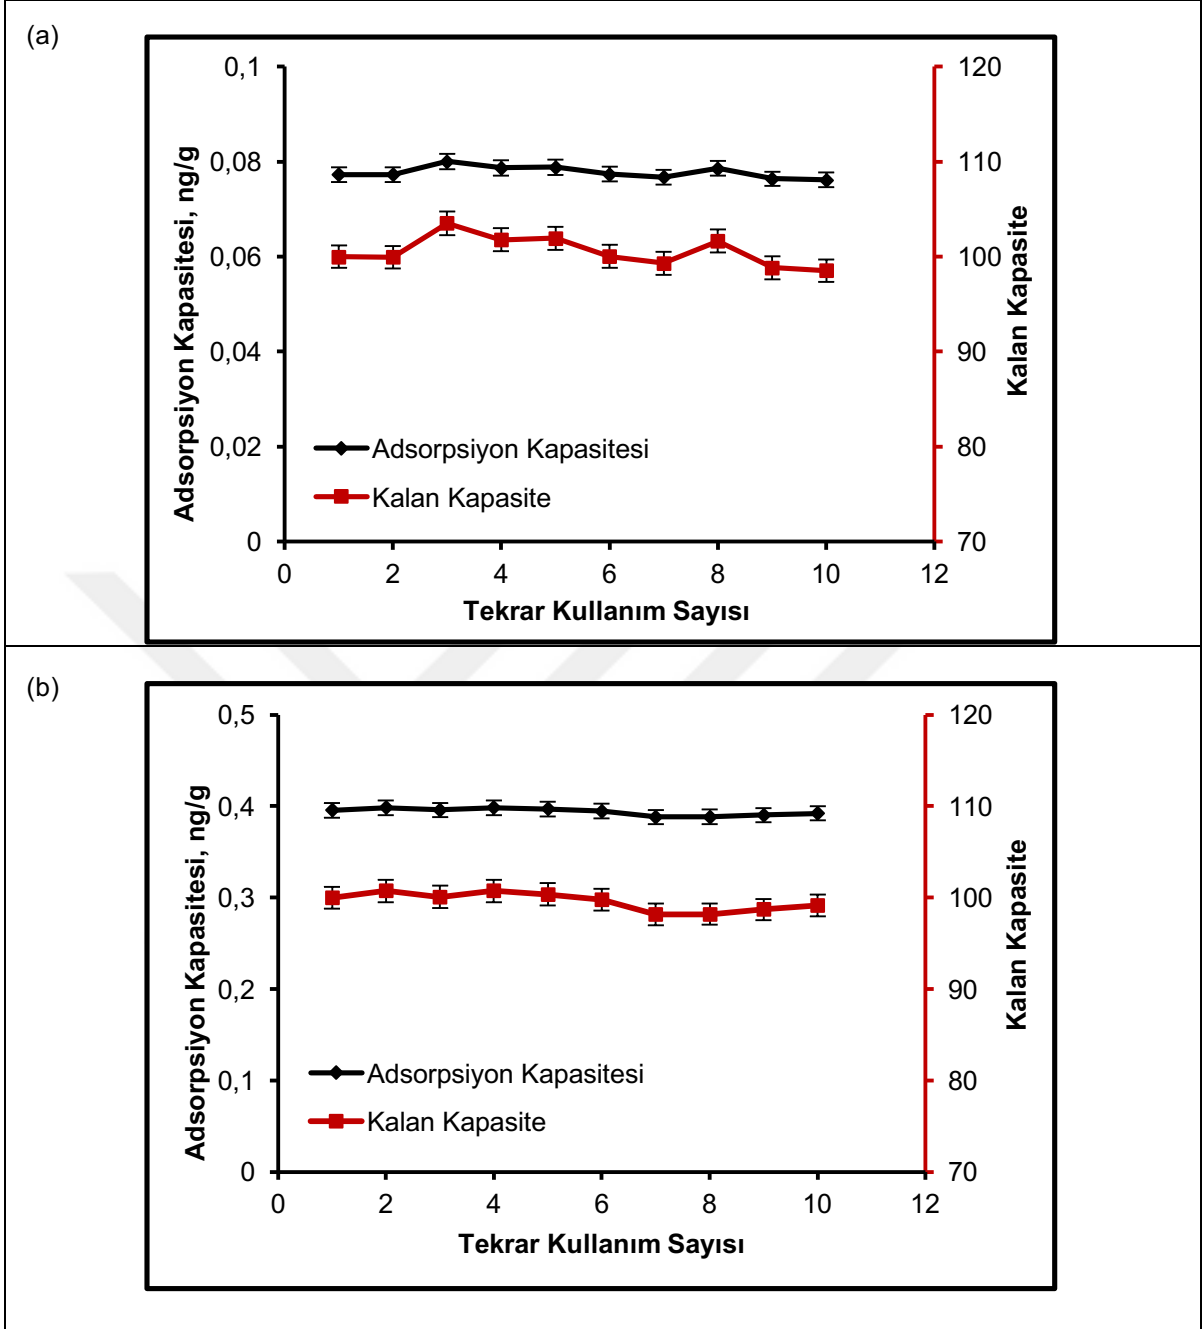 (a)
0,1
0,08
0,06
0,04
0,02
0
120
110
100
90
80
70
Adsorpsiyon Kapasitesi, ng/g
Kalan Kapasite
Adsorpsiyon Kapasitesi
Kalan Kapasite
0 2 4 6 8 10 12
Tekrar Kullanım Sayısı
(b)
0,5
0,4
0,3
0,2
0,1
0
120
110
100
90
80
70
Adsorpsiyon Kapasitesi, ng/g
Kalan Kapasite
Adsorpsiyon Kapasitesi
Kalan Kapasite
0 2 4 6 8 10 12
Tekrar Kullanım Sayısı